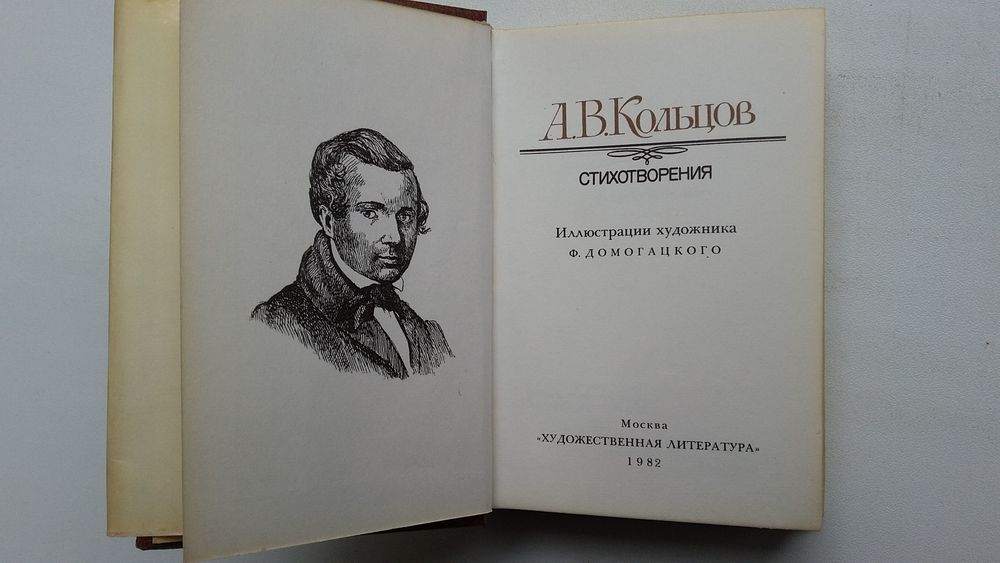 А.В.Кольцов
СТИХОТВОРЕНИЯ
Иллюстрации художника
Ф. ДОМОГАЦКОГО
Москва
«ХУДОЖЕСТВЕННАЯ ЛИТЕРАТУРА»
1982